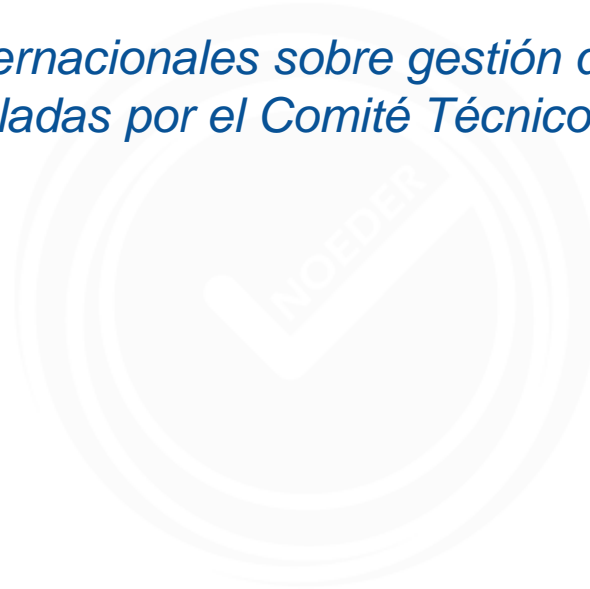 ernacionales sobre gestión
ladas por el Comité Técnico
NOEDER